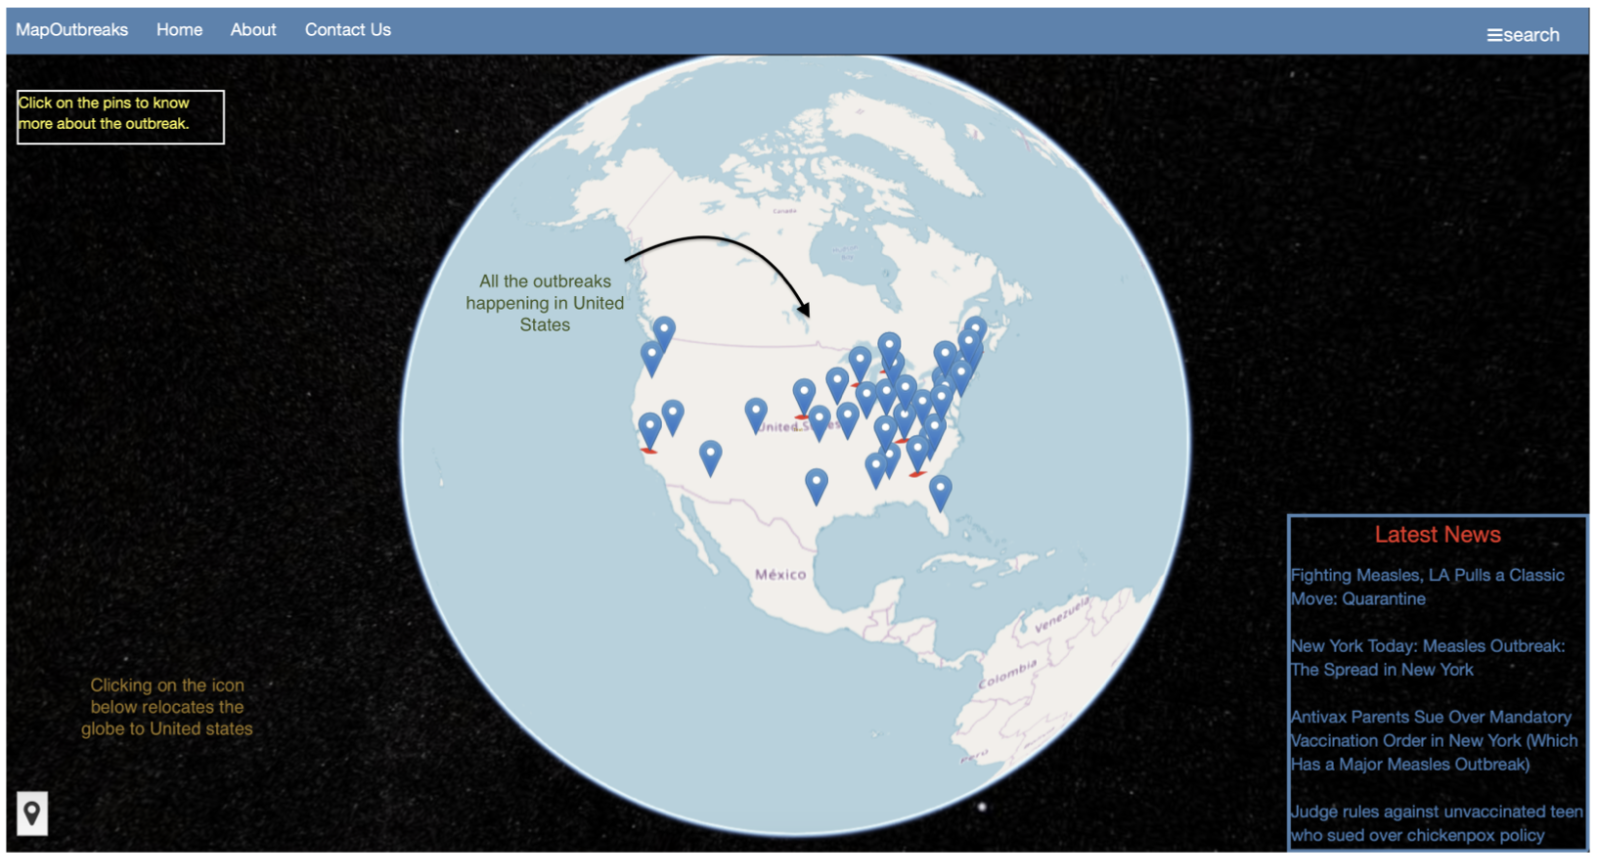 MapOutbreaks Home About Contact Us
≡search
Click on the pins to know
more about the outbreak.
Canada
All the outbreaks
happening in United
States
United States
México
Venezuela
Colombia
Perú
Clicking on the icon
below relocates the
globe to United states
Latest News
Fighting Measles, LA Pulls a Classic
Move: Quarantine
New York Today: Measles Outbreak:
The Spread in New York
Antivax Parents Sue Over Mandatory
Vaccination Order in New York (Which
Has a Major Measles Outbreak)
Judge rules against unvaccinated teen
who sued over chickenpox policy